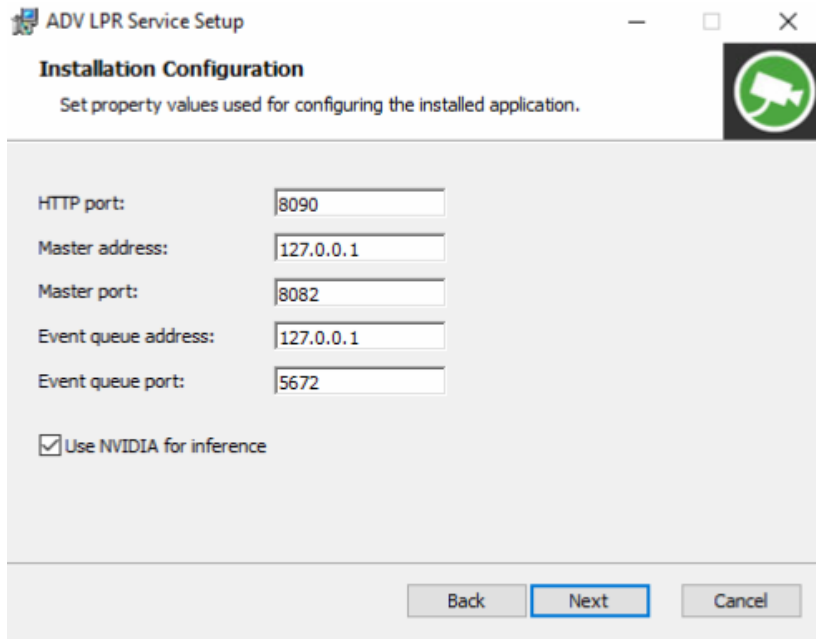 ADV LPR Service Setup
Installation Configuration
Set property values used for configuring the installed application.
HTTP port: 8090
Master address: 127.0.0.1
Master port: 8082
Event queue address: 127.0.0.1
Event queue port: 5672
Use NVIDIA for inference
Back Next Cancel